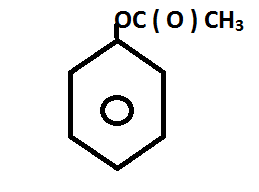 OC ( O ) CH₃